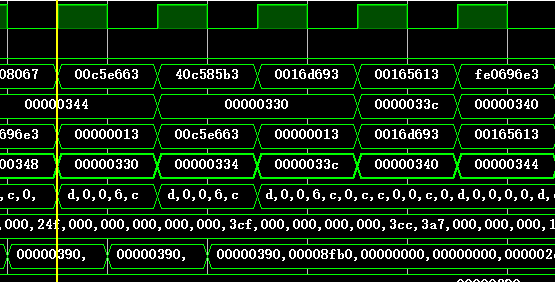 08067 00c5e663 40c585b3 0016d693 00165613 fe0696e3
00000344 00000330 0000033c 00000340
696e3 00000013 00c5e663 00000013 0016d693 00165613
00348 00000330 00000334 0000033c 00000340 00000344
,c,0, d,0,0,6,c d,0,0,6,c d,0,0,6,c,0,c,c,0,0,c,0,d,0,0,0,d,
000,24f,000,000,000,000,000,3cf,000,000,000,000,3cc,3a7,000,000,000,1
00000390, 00000390, 00000390,00008fb0,00000000,00000000,000002